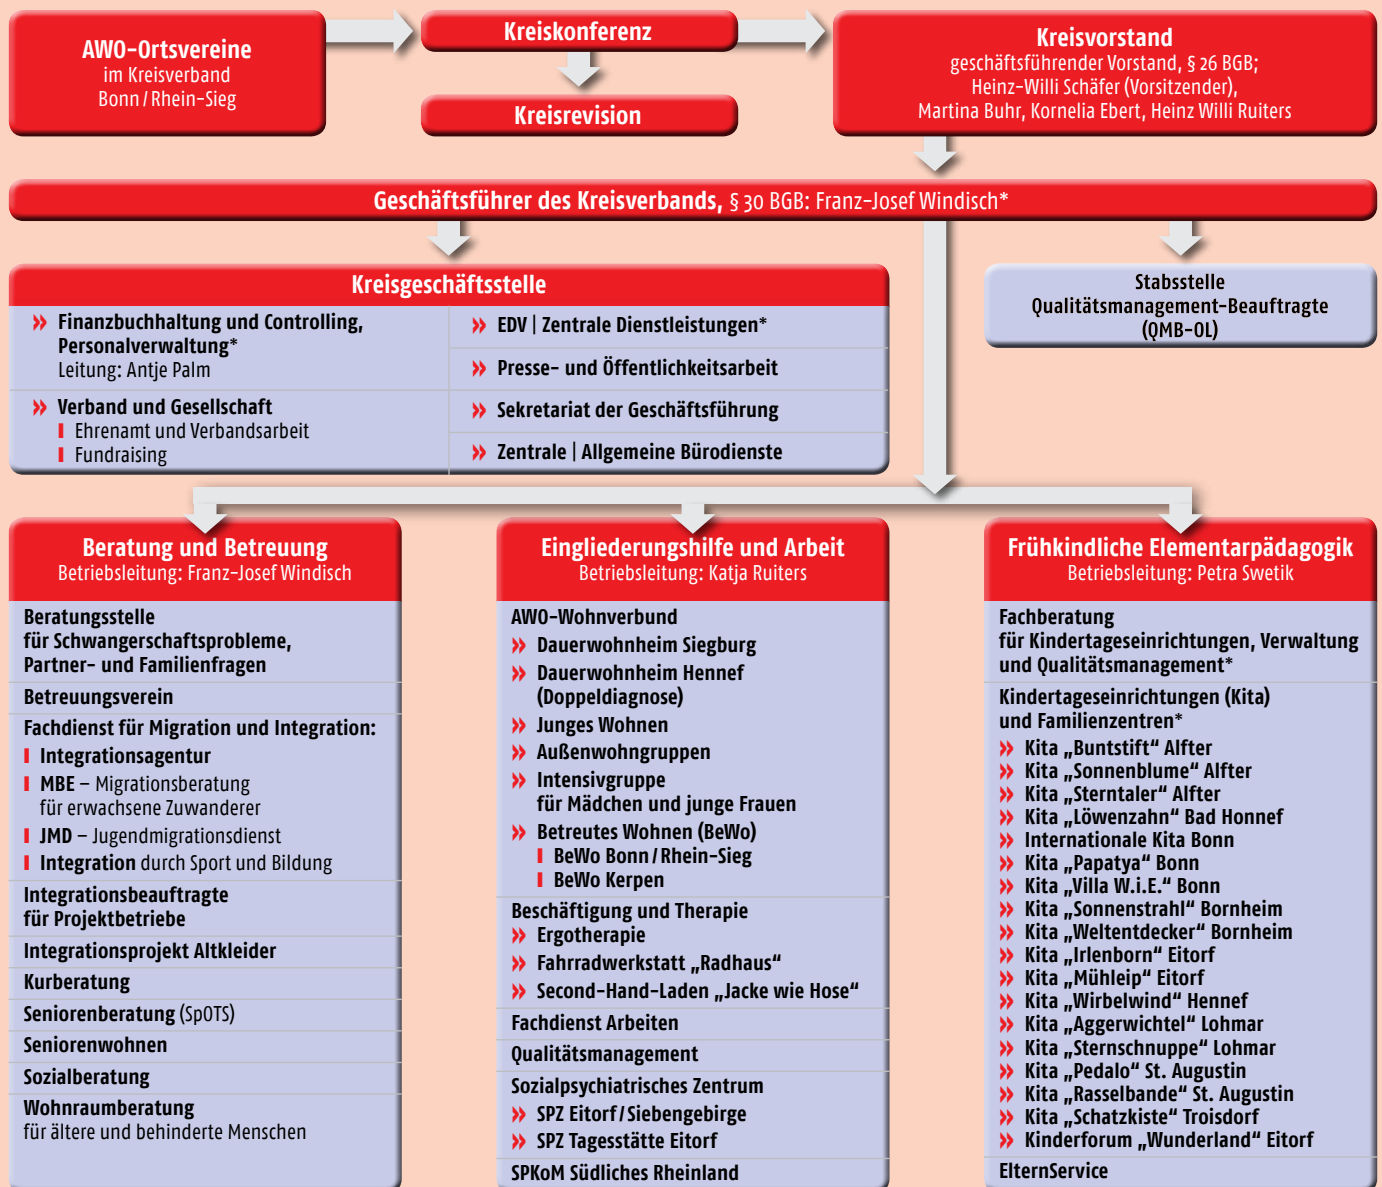 AWO-Ortsvereine
im Kreisverband
Bonn / Rhein-Sieg
Kreiskonferenz
Kreisrevision
Kreisvorstand
geschäftsführender Vorstand, § 26 BGB;
Heinz-Willi Schäfer (Vorsitzender),
Martina Buhr, Kornelia Ebert, Heinz Willi Ruiters
Geschäftsführer des Kreisverbands, § 30 BGB: Franz-Josef Windisch*
Kreisgeschäftsstelle
» Finanzbuchhaltung und Controlling,
Personalverwaltung*
Leitung: Antje Palm
» Verband und Gesellschaft
Ehrenamt und Verbandsarbeit
Fundraising
» EDV | Zentrale Dienstleistungen*
» Presse- und Öffentlichkeitsarbeit
» Sekretariat der Geschäftsführung
» Zentrale | Allgemeine Bürodienste
Stabsstelle
Qualitätsmanagement-Beauftragte
(QMB-OL)
Beratung und Betreuung
Betriebsleitung: Franz-Josef Windisch
Beratungsstelle
für Schwangerschaftsprobleme,
Partner- und Familienfragen
Betreuungsverein
Fachdienst für Migration und Integration:
Integrationsagentur
MBE – Migrationsberatung
für erwachsene Zuwanderer
JMD – Jugendmigrationsdienst
Integration durch Sport und Bildung
Integrationsbeauftragte
für Projektbetriebe
Integrationsprojekt Altkleider
Kurberatung
Seniorenberatung (SpOTS)
Seniorenwohnen
Sozialberatung
Wohnraumberatung
für ältere und behinderte Menschen
Eingliederungshilfe und Arbeit
Betriebsleitung: Katja Ruiters
AWO-Wohnverbund
» Dauerwohnheim Siegburg
» Dauerwohnheim Hennef
(Doppeldiagnose)
» Junges Wohnen
» Außenwohngruppen
» Intensivgruppe
für Mädchen und junge Frauen
» Betreutes Wohnen (BeWo)
BeWo Bonn / Rhein-Sieg
BeWo Kerpen
Beschäftigung und Therapie
» Ergotherapie
» Fahrradwerkstatt „Radhaus“
» Second-Hand-Laden „Jacke wie Hose“
Fachdienst Arbeiten
Qualitätsmanagement
Sozialpsychiatrisches Zentrum
» SPZ Eitorf / Siebengebirge
» SPZ Tagesstätte Eitorf
SPKoM Südliches Rheinland
Frühkindliche Elementarpädagogik
Betriebsleitung: Petra Swetik
Fachberatung
für Kindertageseinrichtungen, Verwaltung
und Qualitätsmanagement*
Kindertageseinrichtungen (Kita)
und Familienzentren*
» Kita „Buntstift“ Alfter
» Kita „Sonnenblume“ Alfter
» Kita „Sterntaler“ Alfter
» Kita „Löwenzahn“ Bad Honnef
» Internationale Kita Bonn
» Kita „Papatya“ Bonn
» Kita „Villa W.i.E.“ Bonn
» Kita „Sonnenstrahl“ Bornheim
» Kita „Weltentdecker“ Bornheim
» Kita „Irlenborn“ Eitorf
» Kita „Mühleip“ Eitorf
» Kita „Wirbelwind“ Hennef
» Kita „Aggerwichtel“ Lohmar
» Kita „Sternschnuppe“ Lohmar
» Kita „Pedalo“ St. Augustin
» Kita „Rasselbande“ St. Augustin
» Kita „Schatzkiste“ Troisdorf
» Kinderforum „Wunderland“ Eitorf
ElternService